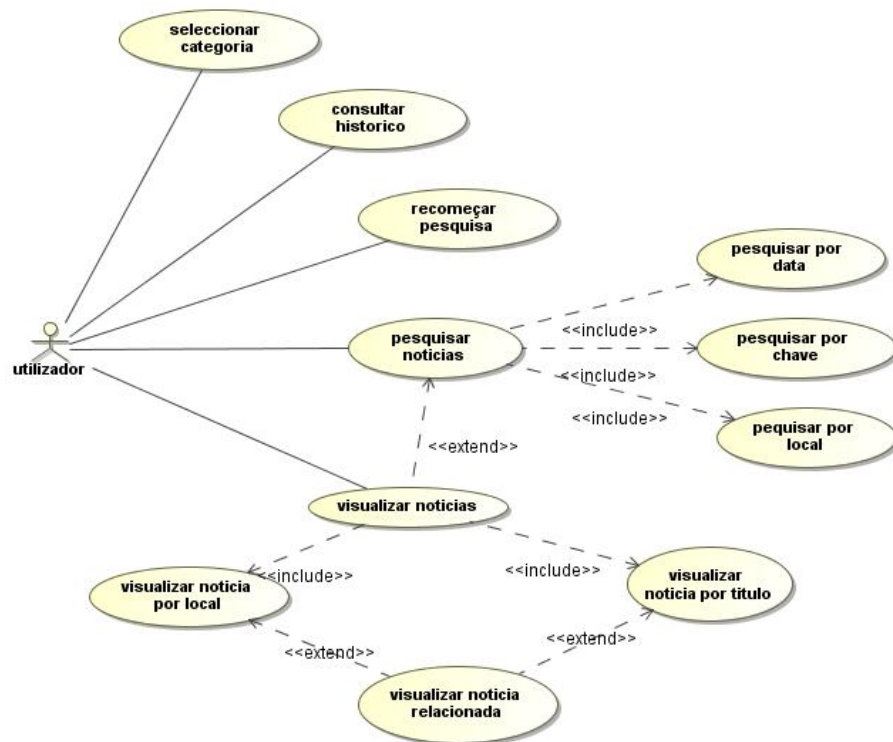 seleccionar
categoria
consultar
historico
recomeçar
pesquisa
pesquisar por
data
<<include>>
pesquisar
noticias
pesquisar por
chave
utilizador
<<include>>
<<include>>
pequisar por
local
<<extend>>
visualizar noticias
<<include>>
<<include>>
visualizar noticia
por local
visualizar
noticia por titulo
<<extend>>
<<extend>>
visualizar noticia
relacionada